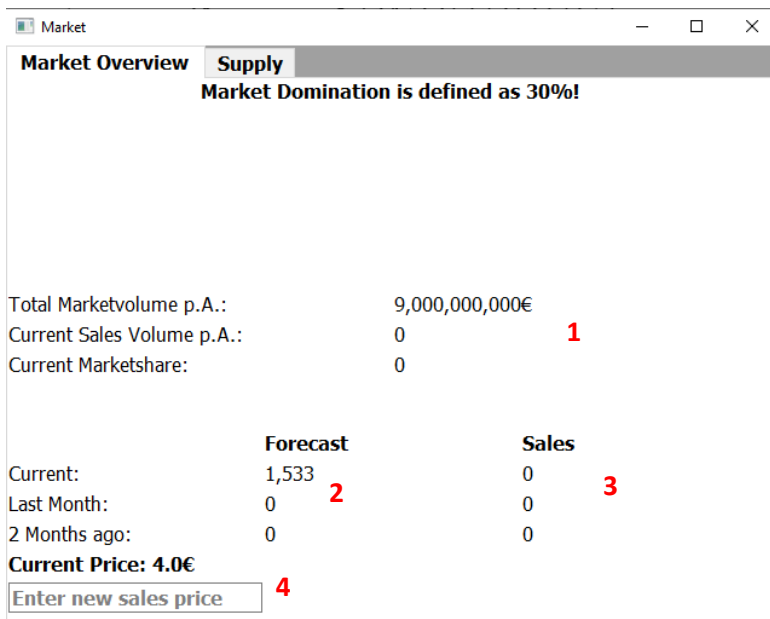 Market
Market Overview Supply
Market Domination is defined as 30%!
Total Marketvolume p.A.: 9,000,000,000€
Current Sales Volume p.A.: 0 1
Current Marketshare: 0
Forecast Sales
Current: 1,533 0
2 3
Last Month: 0 0
2 Months ago: 0 0
Current Price: 4.0€
Enter new sales price 4